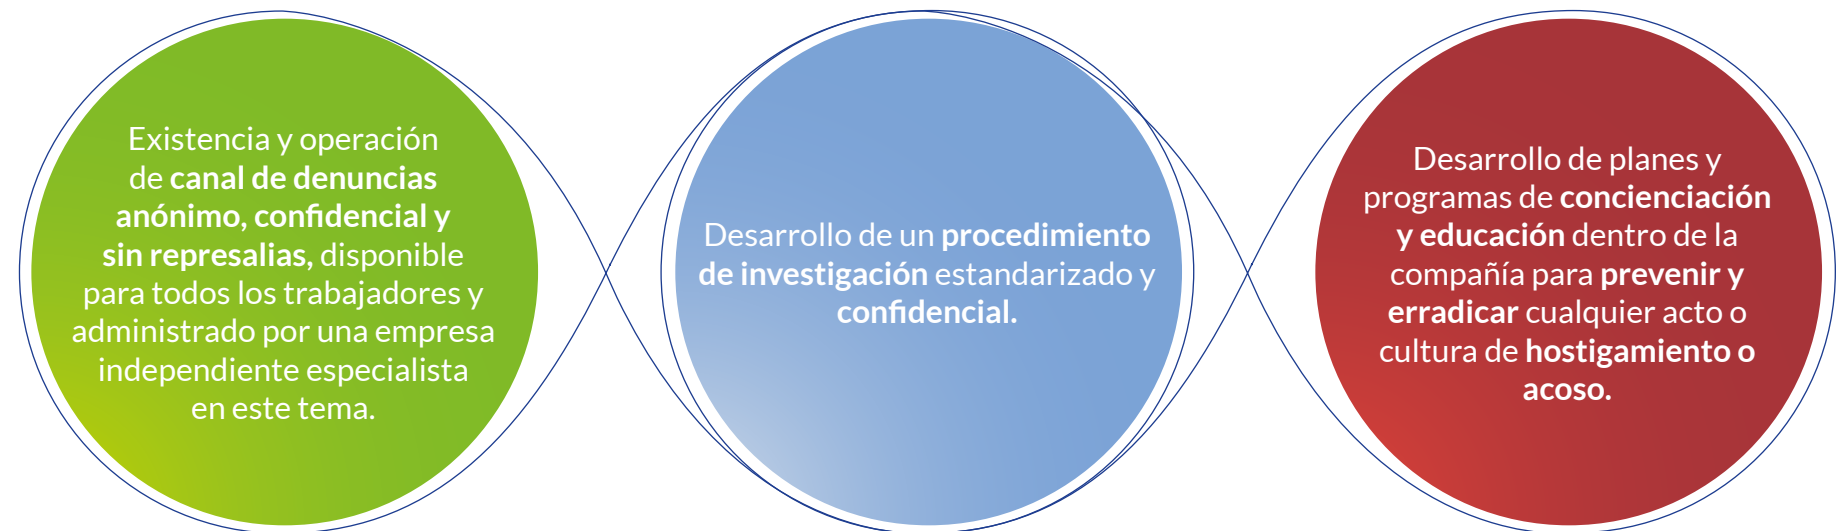 Existencia y operación
de canal de denuncias
anónimo, confidencial y
sin represalias, disponible
para todos los trabajadores y
administrado por una empresa
independiente especialista
en este tema.
Desarrollo de un procedimiento
de investigación estandarizado y
confidencial.
Desarrollo de planes y
programas de concienciación
y educación dentro de la
compañía para prevenir y
erradicar cualquier acto o
cultura de hostigamiento o
acoso.